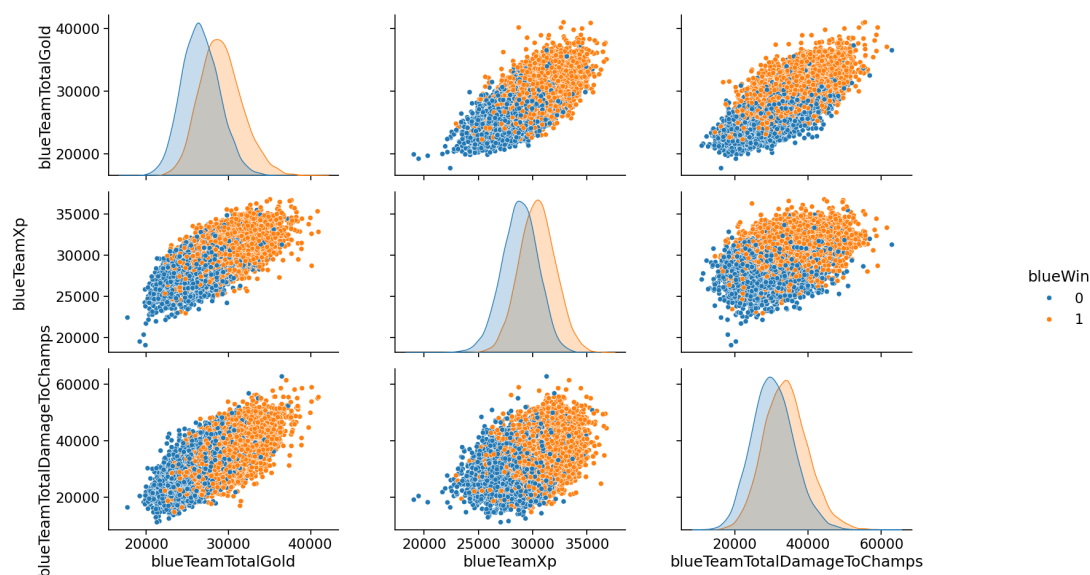 blueTeamTotalGold
40000
30000
20000
blueTeamXp
35000
30000
25000
20000
blueWin
0
1
blueTeamTotalDamageToChamps
60000
40000
20000
20000 30000 40000
20000 25000 30000 35000
20000 40000 60000
blueTeamTotalGold
blueTeamXp
blueTeamTotalDamageToChamps